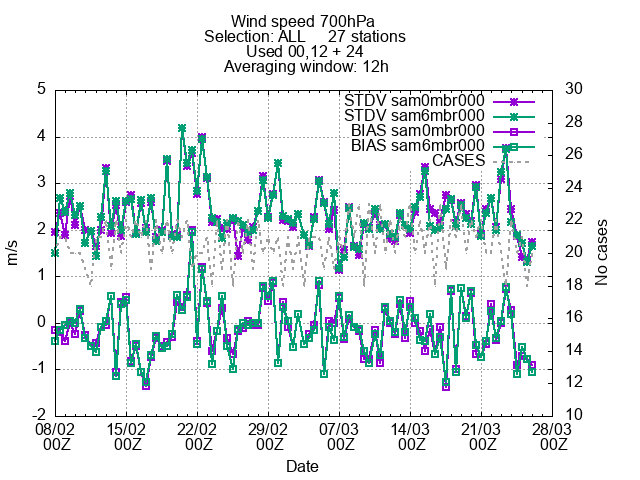 Wind speed 700hPa
Selection: ALL     27 stations
Used 00,12 + 24
Averaging window: 12h
STDV sam0mbr000
STDV sam6mbr000
BIAS sam0mbr000
BIAS sam6mbr000
CASES
5
4
3
2
1
0
-1
-2
m/s
30
28
26
24
22
20
18
16
14
12
10
No cases
08/02 15/02 22/02 29/02 07/03 14/03 21/03 28/03
00Z 00Z 00Z 00Z 00Z 00Z 00Z 00Z
Date